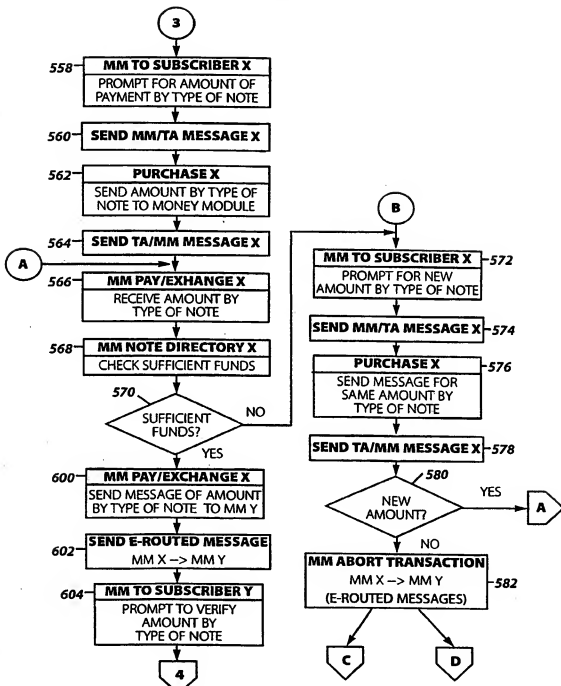 3
558
MM TO SUBSCRIBER X
PROMPT FOR AMOUNT OF
PAYMENT BY TYPE OF NOTE
560
SEND MM/TA MESSAGE X
562
PURCHASE X
SEND AMOUNT BY TYPE OF
NOTE TO MONEY MODULE
564
SEND TA/MM MESSAGE X
A
566
MM PAY/EXHANGE X
RECEIVE AMOUNT BY
TYPE OF NOTE
568
MM NOTE DIRECTORY X
CHECK SUFFICIENT FUNDS
570
SUFFICIENT
FUNDS?
NO
YES
600
MM PAY/EXCHANGE X
SEND MESSAGE OF AMOUNT
BY TYPE OF NOTE TO MM Y
602
SEND E-ROUTED MESSAGE
MM X –> MM Y
604
MM TO SUBSCRIBER Y
PROMPT TO VERIFY
AMOUNT BY
TYPE OF NOTE
4
B
MM TO SUBSCRIBER X
572
PROMPT FOR NEW
AMOUNT BY TYPE OF NOTE
SEND MM/TA MESSAGE X
574
PURCHASE X
576
SEND MESSAGE FOR
SAME AMOUNT BY
TYPE OF NOTE
SEND TA/MM MESSAGE X
578
580
NEW
AMOUNT?
YES
A
NO
MM ABORT TRANSACTION
MM X –> MM Y
582
(E-ROUTED MESSAGES)
C
D